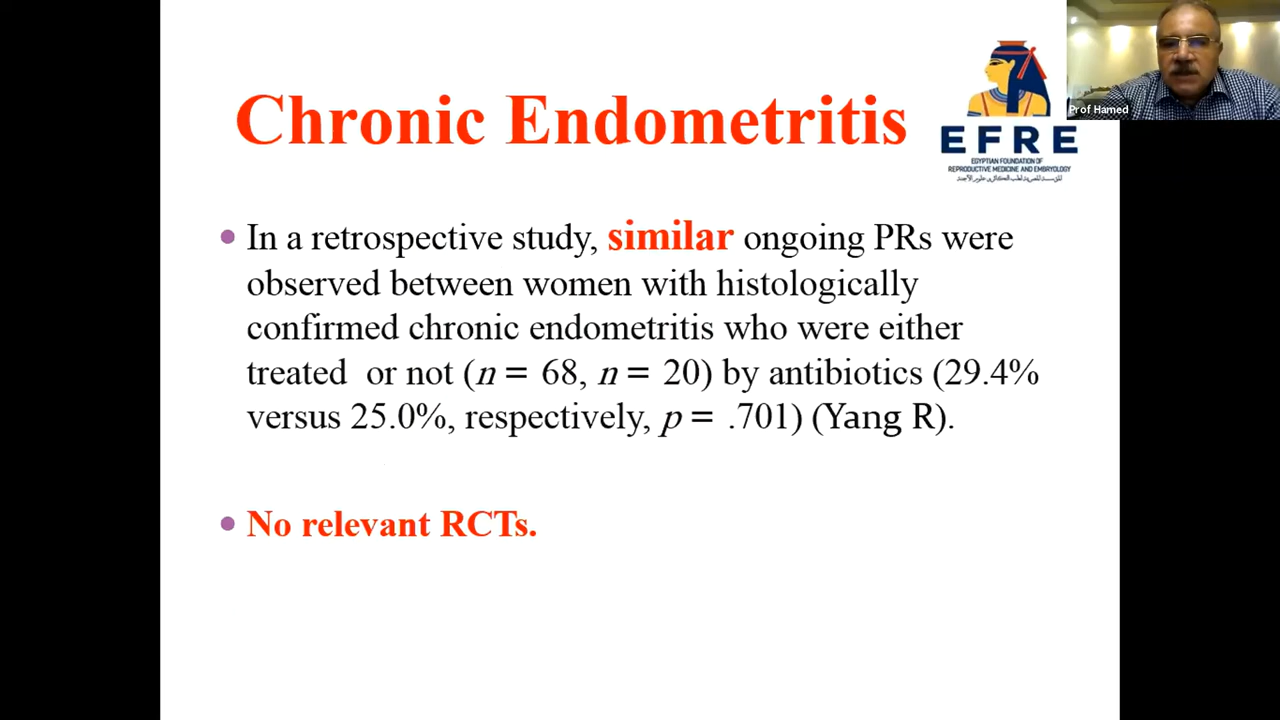 Chronic Endometritis
Prof Hamed
EFRE
EGYPTIAN FOUNDATION OF
REPRODUCTIVE MEDICINE AND EMBRYOLOGY
• In a retrospective study, similar ongoing PRs were
observed between women with histologically
confirmed chronic endometritis who were either
treated or not (n = 68, n = 20) by antibiotics (29.4%
versus 25.0%, respectively, p = .701) (Yang R).
• No relevant RCTs.